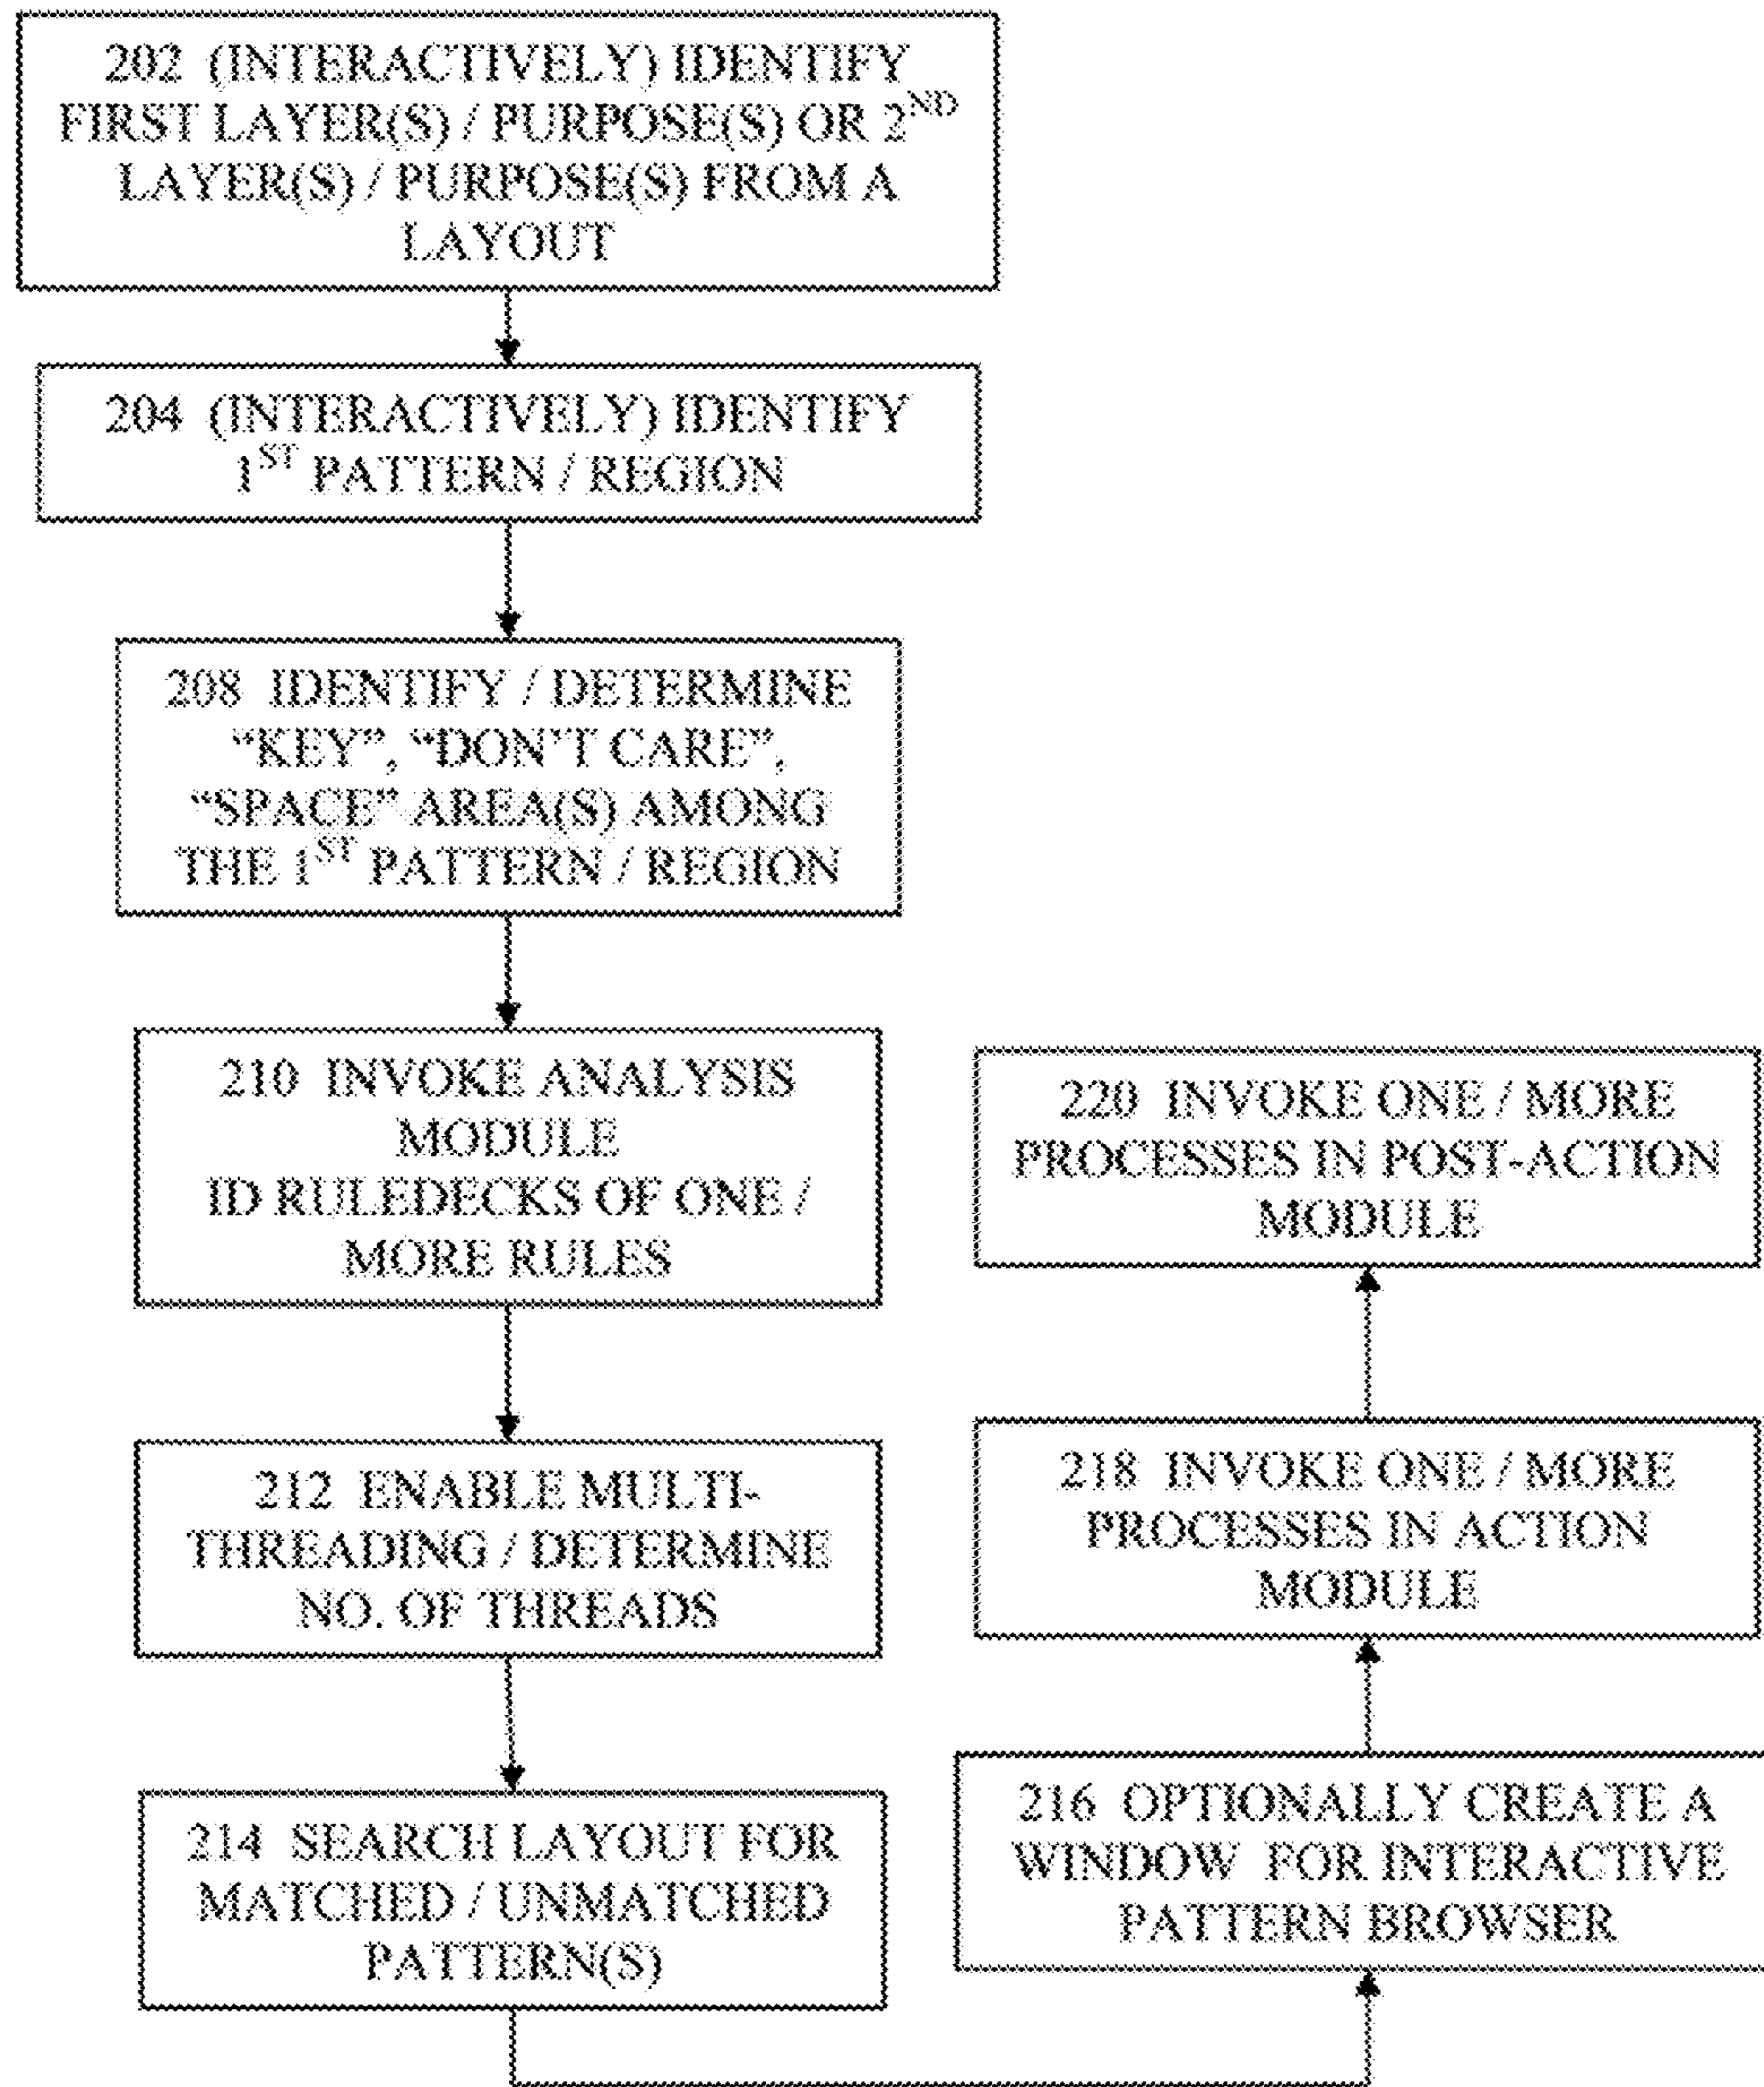 202 (INTERACTIVELY) IDENTIFY
FIRST LAYER(S) / PURPOSE(S) OR 2ND
LAYER(S) / PURPOSE(S) FROM A
LAYOUT
204 (INTERACTIVELY) IDENTIFY
1ST PATTERN / REGION
208 IDENTIFY / DETERMINE
“KEY”, “DON’T CARE”,
“SPACE” AREA(S) AMONG
THE 1ST PATTERN / REGION
210 INVOKE ANALYSIS
MODULE
ID RULEDECKS OF ONE /
MORE RULES
212 ENABLE MULTI-
THREADING / DETERMINE
NO. OF THREADS
214 SEARCH LAYOUT FOR
MATCHED / UNMATCHED
PATTERN(S)
216 OPTIONALLY CREATE A
WINDOW FOR INTERACTIVE
PATTERN BROWSER
218 INVOKE ONE / MORE
PROCESSES IN ACTION
MODULE
220 INVOKE ONE / MORE
PROCESSES IN POST-ACTION
MODULE